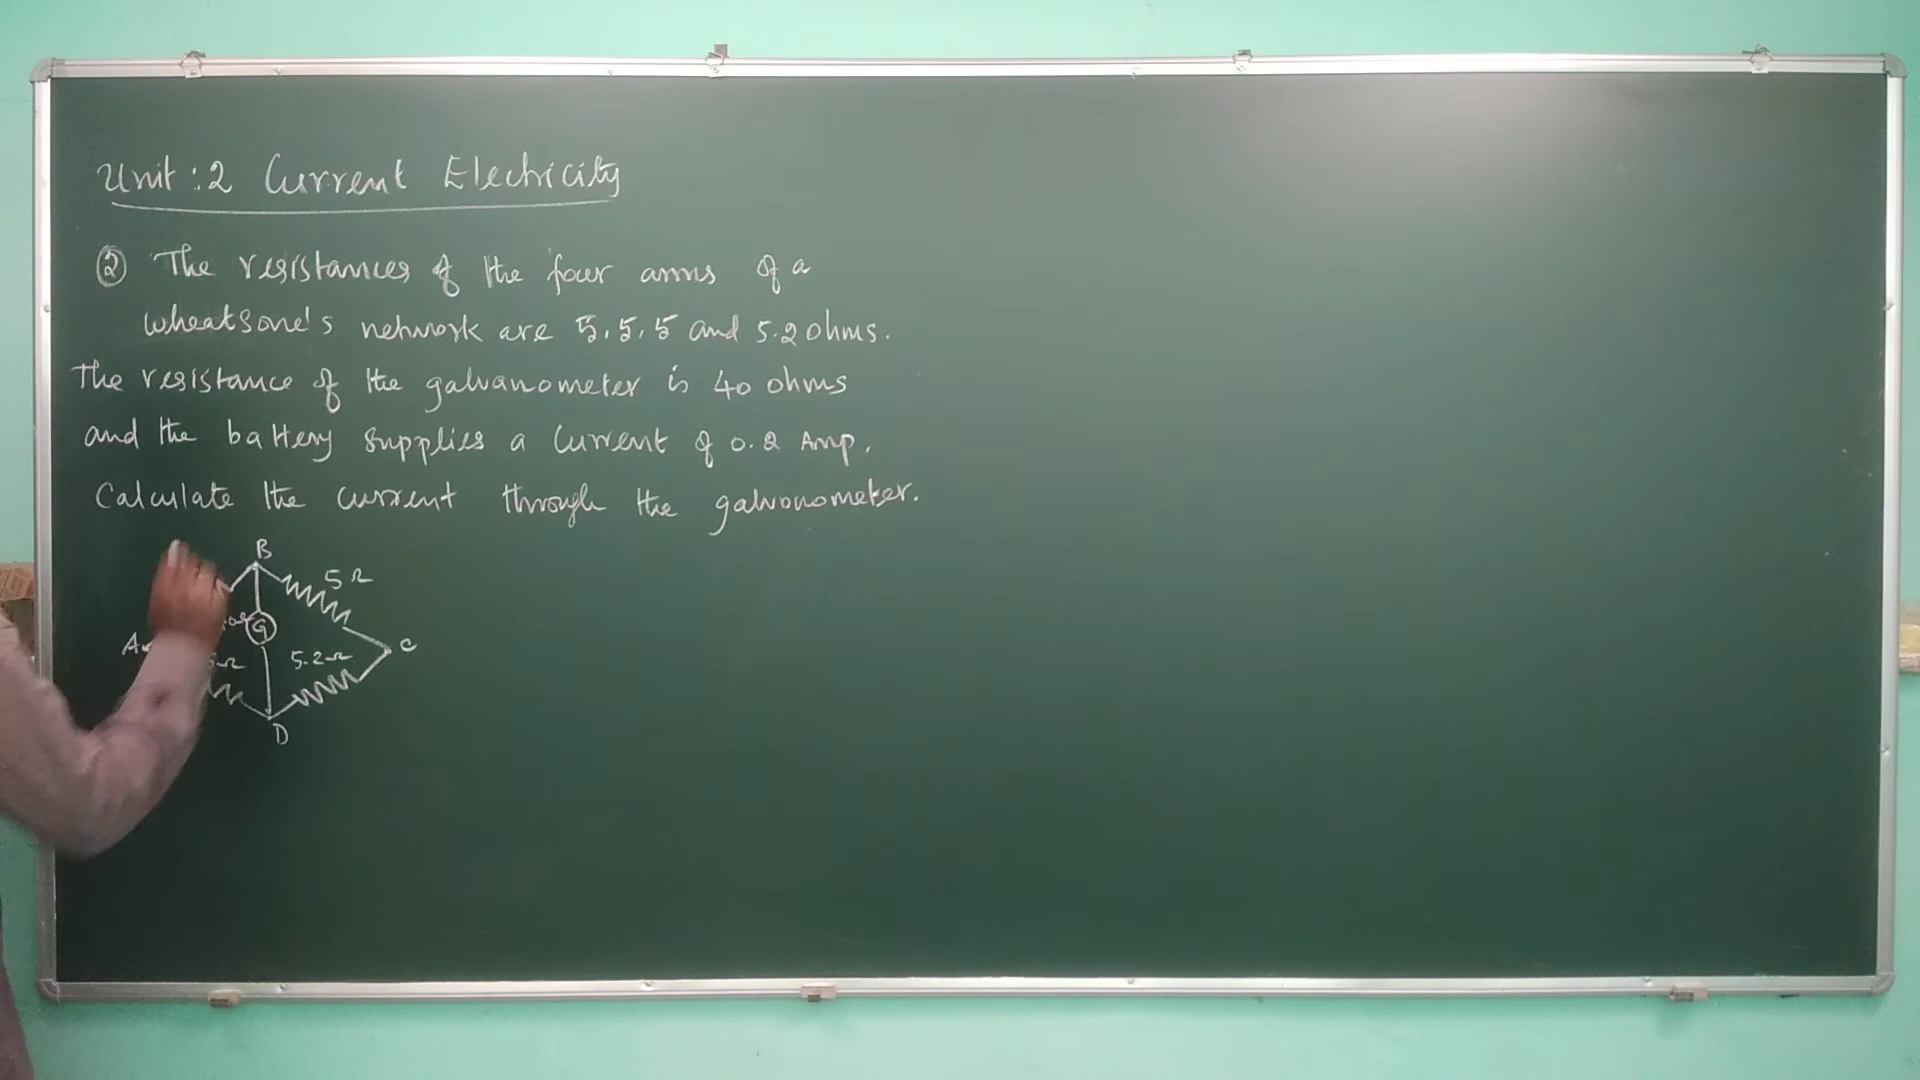 Unit : 2 Current Electricity
② The resistances of the four arms of a
wheatsone's network are 5, 5, 5 and 5.2 ohms.
The resistance of the galvanometer is 40 ohms
and the battery supplies a current of 0.2 Amp.
Calculate the current through the galvonometer.
B
5 Ω
G
A
C
5.2 Ω
D